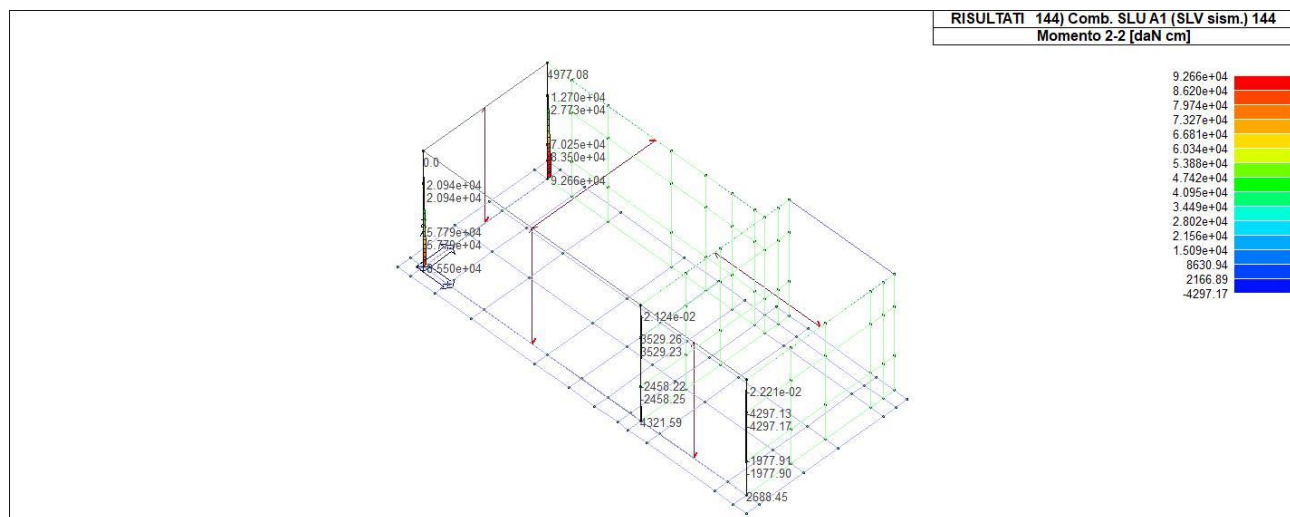 RISULTATI 144) Comb. SLU A1 (SLV sism.) 144
Momento 2-2 [daN cm]
9.266e+04
8.620e+04
7.974e+04
7.327e+04
6.681e+04
6.034e+04
5.388e+04
4.742e+04
4.095e+04
3.449e+04
2.802e+04
2.156e+04
1.509e+04
8630.94
2166.89
-4297.17
4977.08
1.270e+04
2.773e+04
7.025e+04
8.350e+04
9.266e+04
0.0
2.094e+04
2.094e+04
5.779e+04
5.779e+04
-2.124e-02
-3529.26
-3529.23
-2458.22
-2458.25
4321.59
-2.221e-02
-4297.13
-4297.17
-1977.91
-1977.90
2688.45